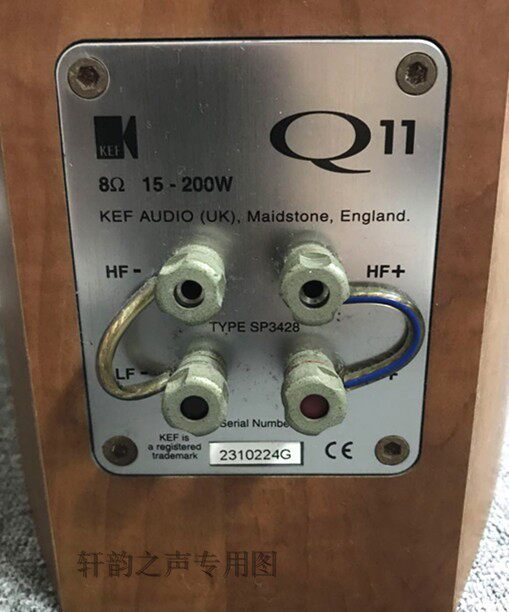 KEF
Q11
8Ω 15 - 200W
KEF AUDIO (UK), Maidstone, England.
HF- HF+
TYPE SP3428
LF-
Serial Number
KEF is
a registered
trademark
2310224G CE
轩韵之声专用图